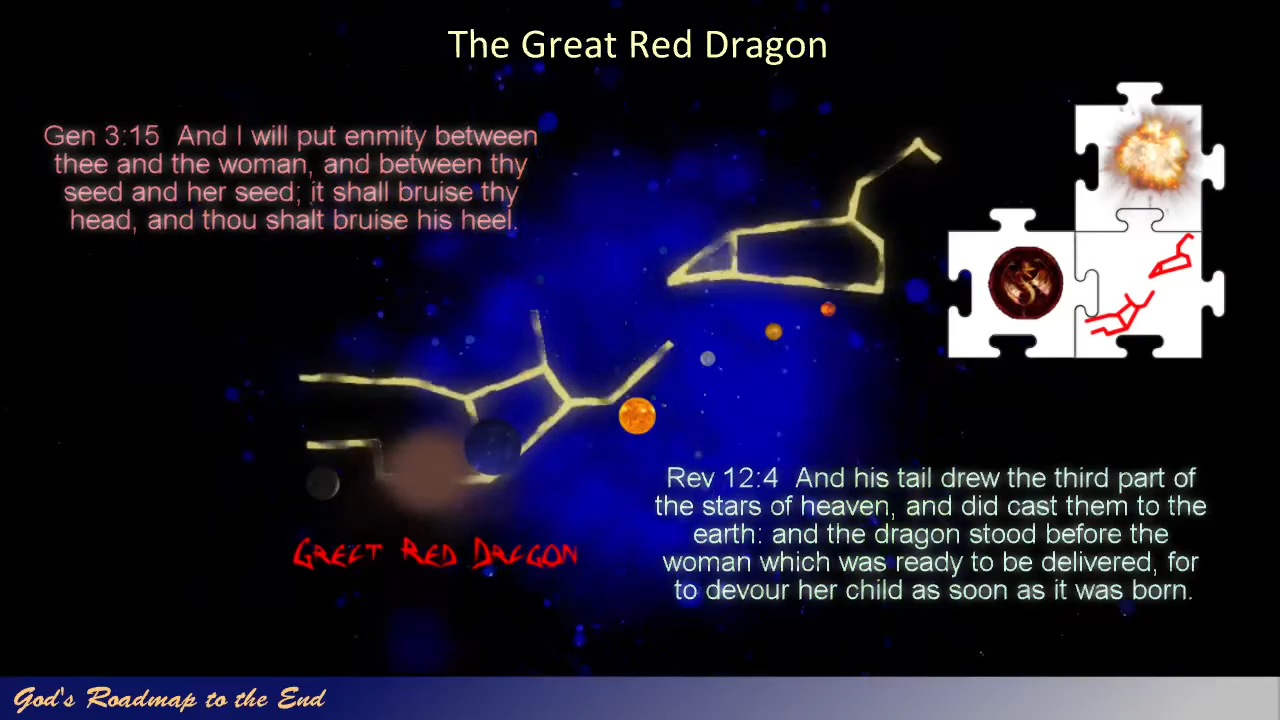 The Great Red Dragon
Gen 3:15 And I will put enmity between
thee and the woman, and between thy
seed and her seed; it shall bruise thy
head, and thou shalt bruise his heel.
Rev 12:4 And his tail drew the third part of
the stars of heaven, and did cast them to the
earth: and the dragon stood before the
woman which was ready to be delivered, for
to devour her child as soon as it was born.
Great Red Dragon
God's Roadmap to the End